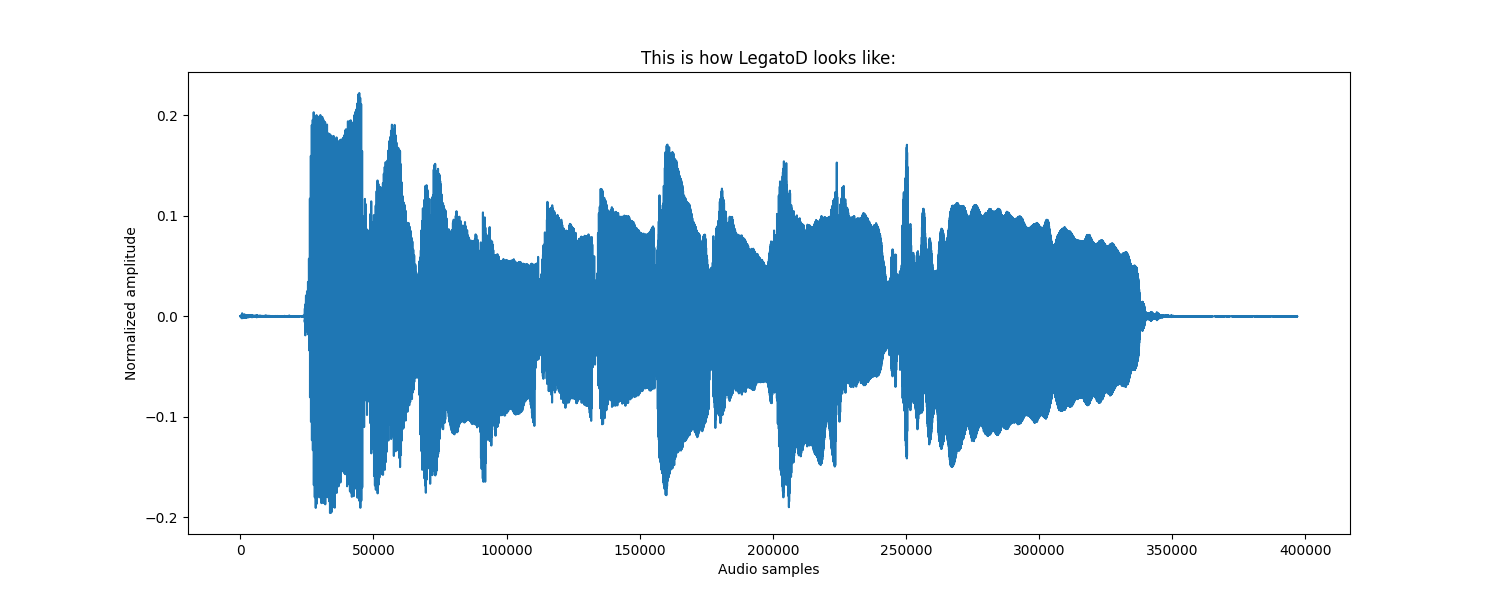 This is how LegatoD looks like:
0.2
0.1
0.0
−0.1
−0.2
Normalized amplitude
0 50000 100000 150000 200000 250000 300000 350000 400000
Audio samples